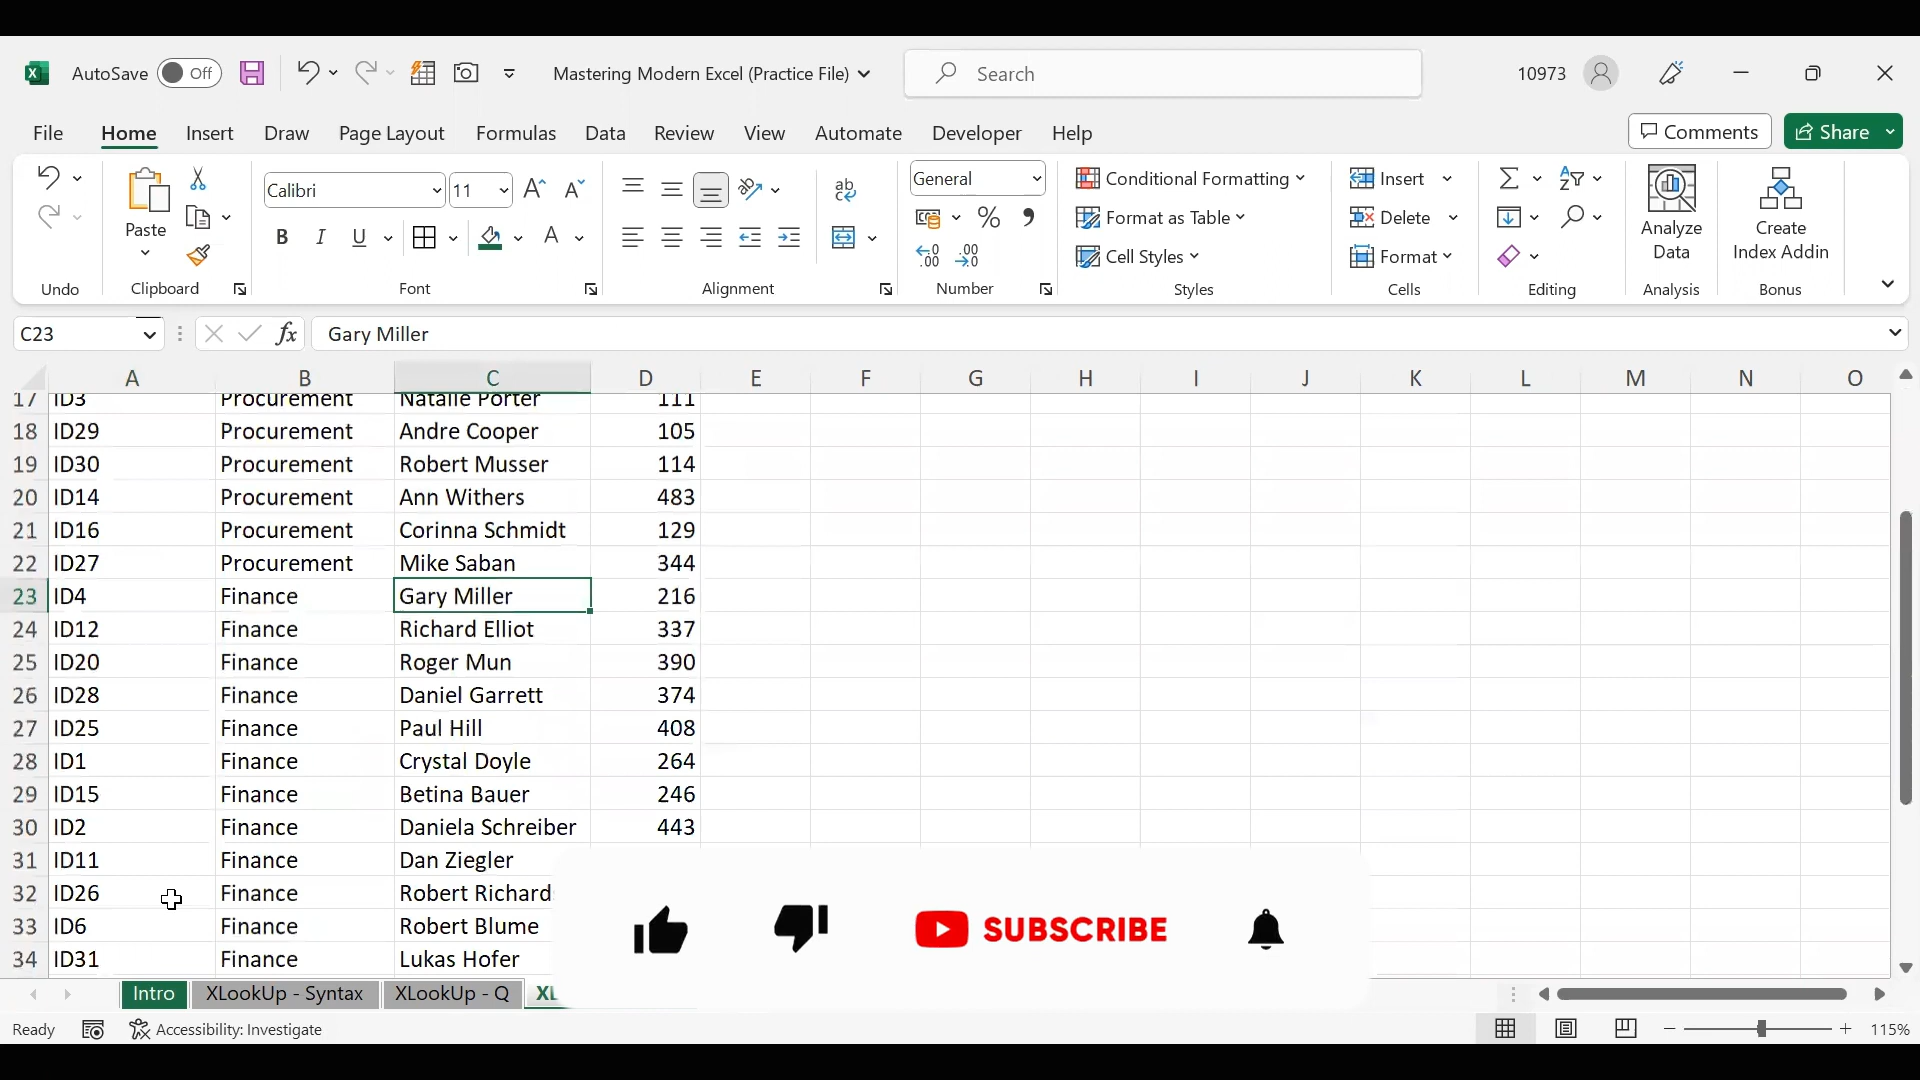 AutoSave Off Mastering Modern Excel (Practice File) Search 10973
File Home Insert Draw Page Layout Formulas Data Review View Automate Developer Help Comments Share
Undo
Paste
Clipboard
Calibri 11
B I U A
Font
ab
Alignment
General
%
Number
Conditional Formatting
Format as Table
Cell Styles
Styles
Insert
Delete
Format
Cells
Editing
Analyze
Data
Analysis
Create
Index Addin
Bonus
C23 fx Gary Miller
A B C D E F G H I J K L M N O
17 ID3 Procurement Natalie Porter 111
18 ID29 Procurement Andre Cooper 105
19 ID30 Procurement Robert Musser 114
20 ID14 Procurement Ann Withers 483
21 ID16 Procurement Corinna Schmidt 129
22 ID27 Procurement Mike Saban 344
23 ID4 Finance Gary Miller 216
24 ID12 Finance Richard Elliot 337
25 ID20 Finance Roger Mun 390
26 ID28 Finance Daniel Garrett 374
27 ID25 Finance Paul Hill 408
28 ID1 Finance Crystal Doyle 264
29 ID15 Finance Betina Bauer 246
30 ID2 Finance Daniela Schreiber 443
31 ID11 Finance Dan Ziegler
32 ID26 Finance Robert Richard
33 ID6 Finance Robert Blume
34 ID31 Finance Lukas Hofer
SUBSCRIBE
Intro XLookUp - Syntax XLookUp - Q XL
Ready Accessibility: Investigate 115%